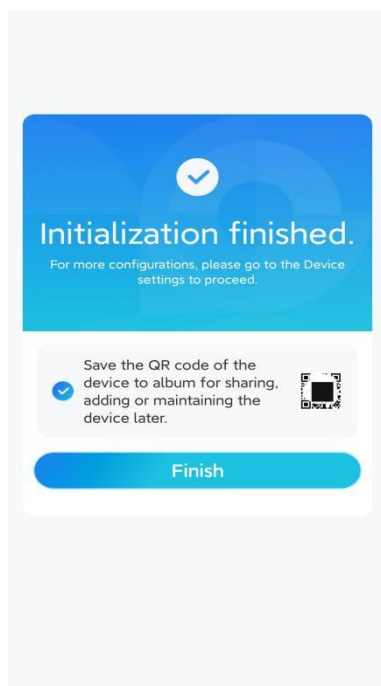 Initialization finished.
For more configurations, please go to the Device
settings to proceed.
Save the QR code of the
device to album for sharing,
adding or maintaining the
device later.
Finish